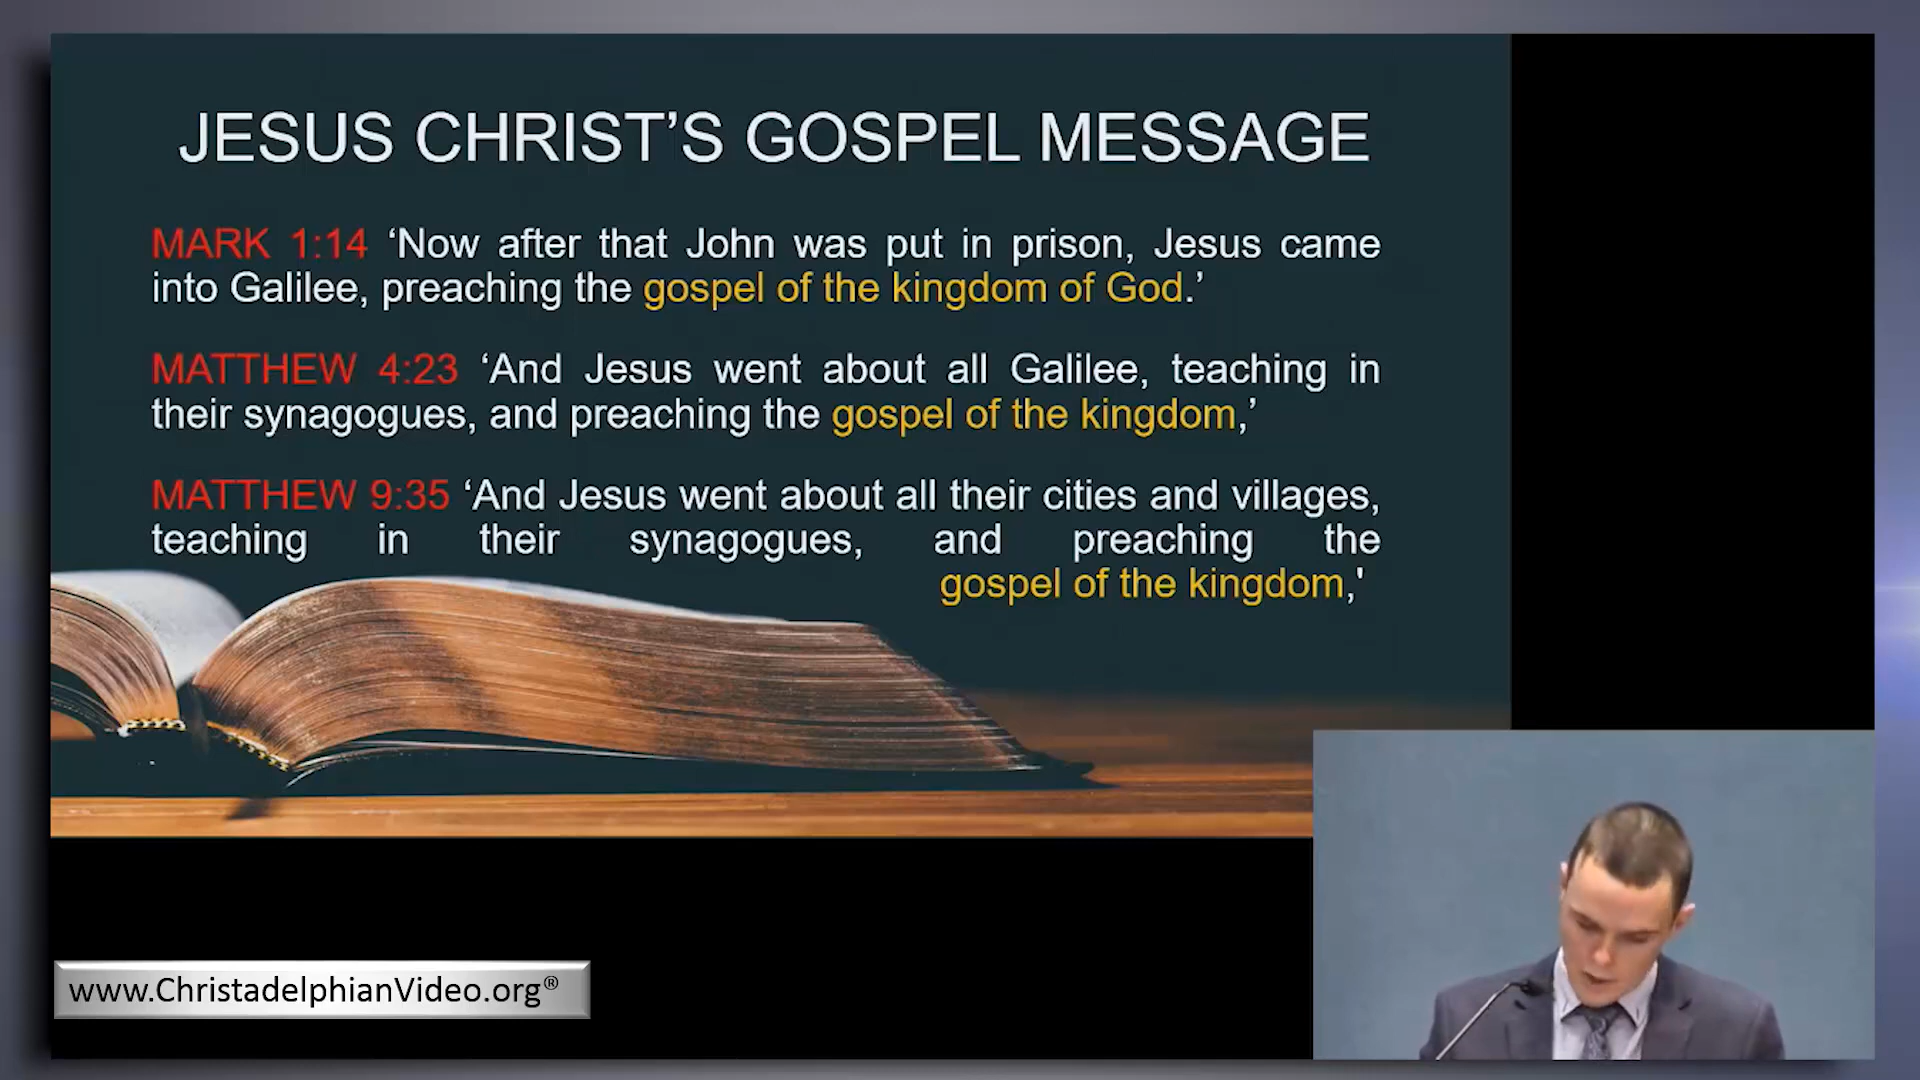 JESUS CHRIST’S GOSPEL MESSAGE
MARK 1:14 ‘Now after that John was put in prison, Jesus came
into Galilee, preaching the gospel of the kingdom of God.’
MATTHEW 4:23 ‘And Jesus went about all Galilee, teaching in
their synagogues, and preaching the gospel of the kingdom,’
MATTHEW 9:35 ‘And Jesus went about all their cities and villages,
teaching in their synagogues, and preaching the
gospel of the kingdom,'
www.ChristadelphianVideo.org®